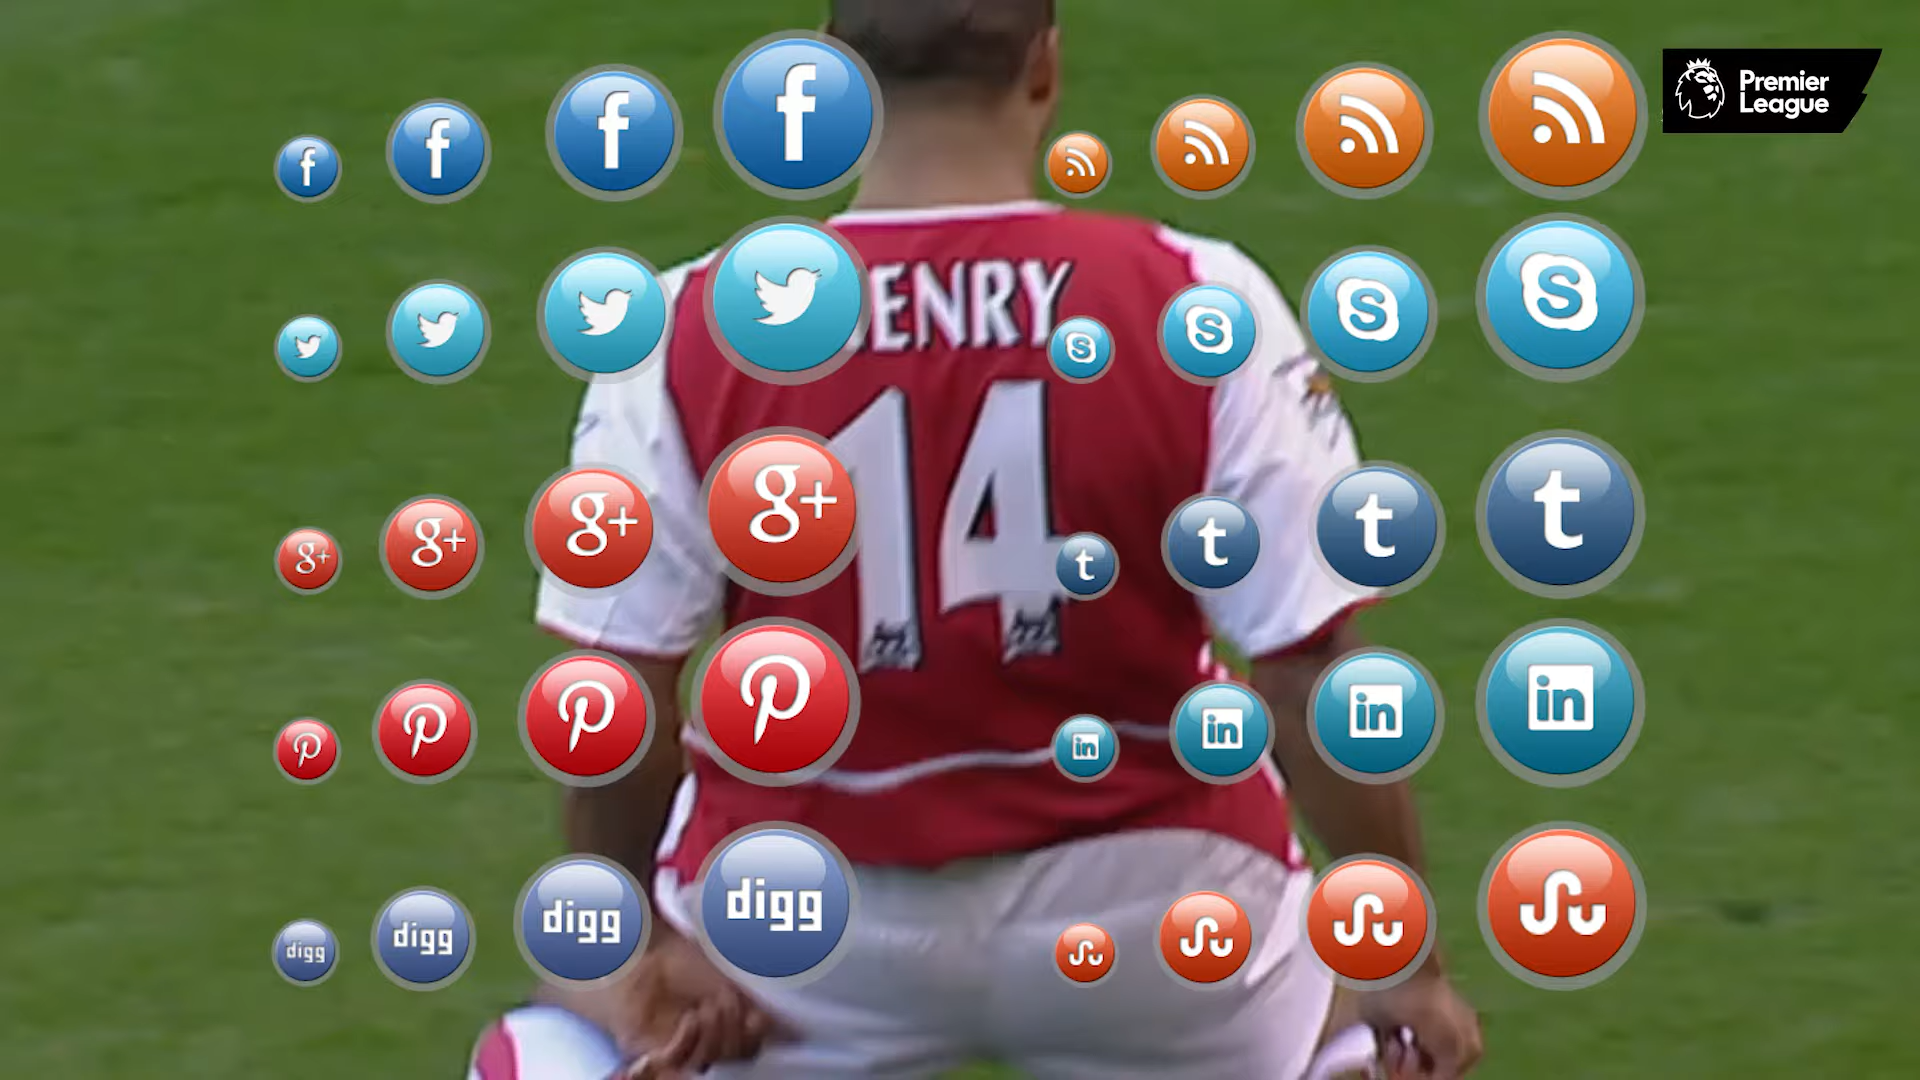 Premier
League
f f f f
ENRY
S S S S
14
g+ g+ g+ g+
t t t t
in in in in
digg digg digg digg